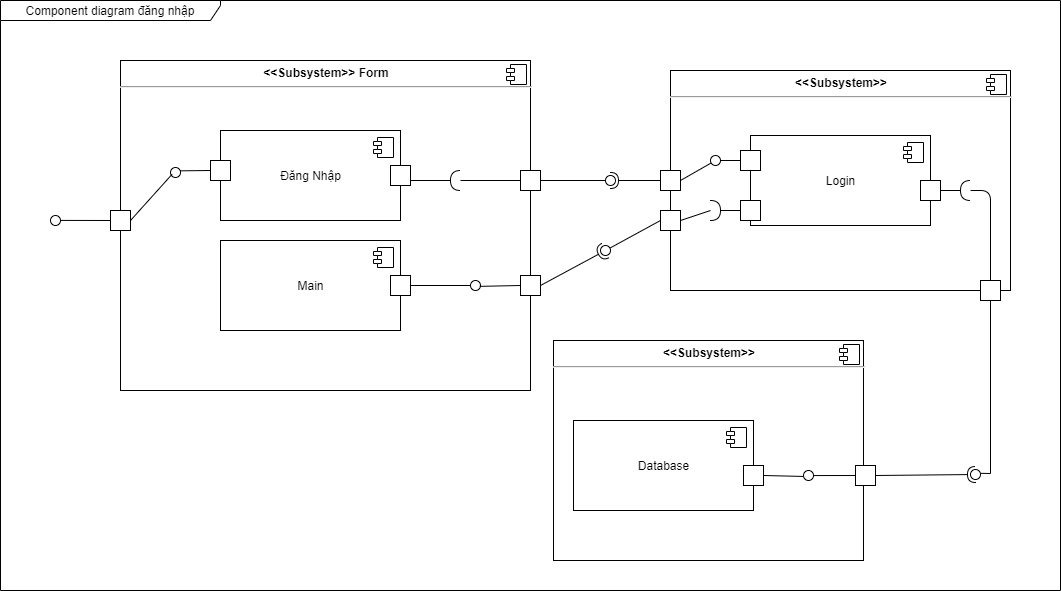 Component diagram đăng nhập
<<Subsystem>> Form
<<Subsystem>>
Đăng Nhập
Login
Main
<<Subsystem>>
Database